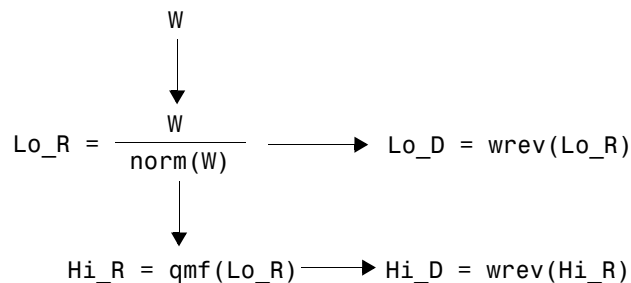 W
W
Lo_R = ――― Lo_D = wrev(Lo_R)
norm(W)
Hi_R = qmf(Lo_R) Hi_D = wrev(Hi_R)